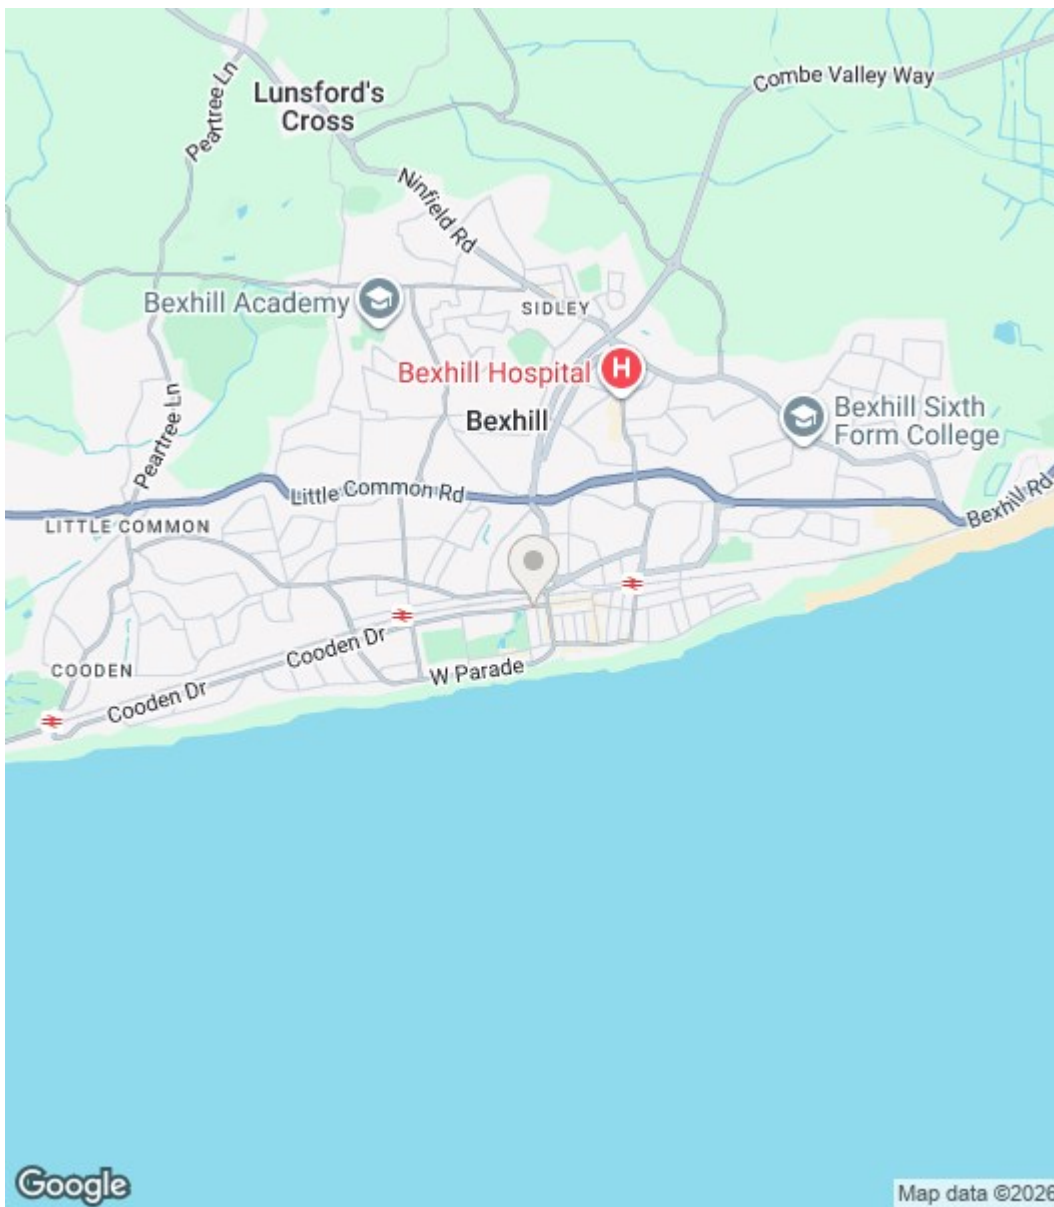 Combe Valley Way
Peartree Ln
Lunsford's
Cross
Ninfield Rd
Bexhill Academy
SIDLEY
Bexhill Hospital
H
Bexhill
Bexhill Sixth
Form College
Peartree Ln
Little Common Rd
Bexhill Rd
LITTLE COMMON
Cooden Dr
COODEN
W Parade
Cooden Dr
Google
Map data ©2026